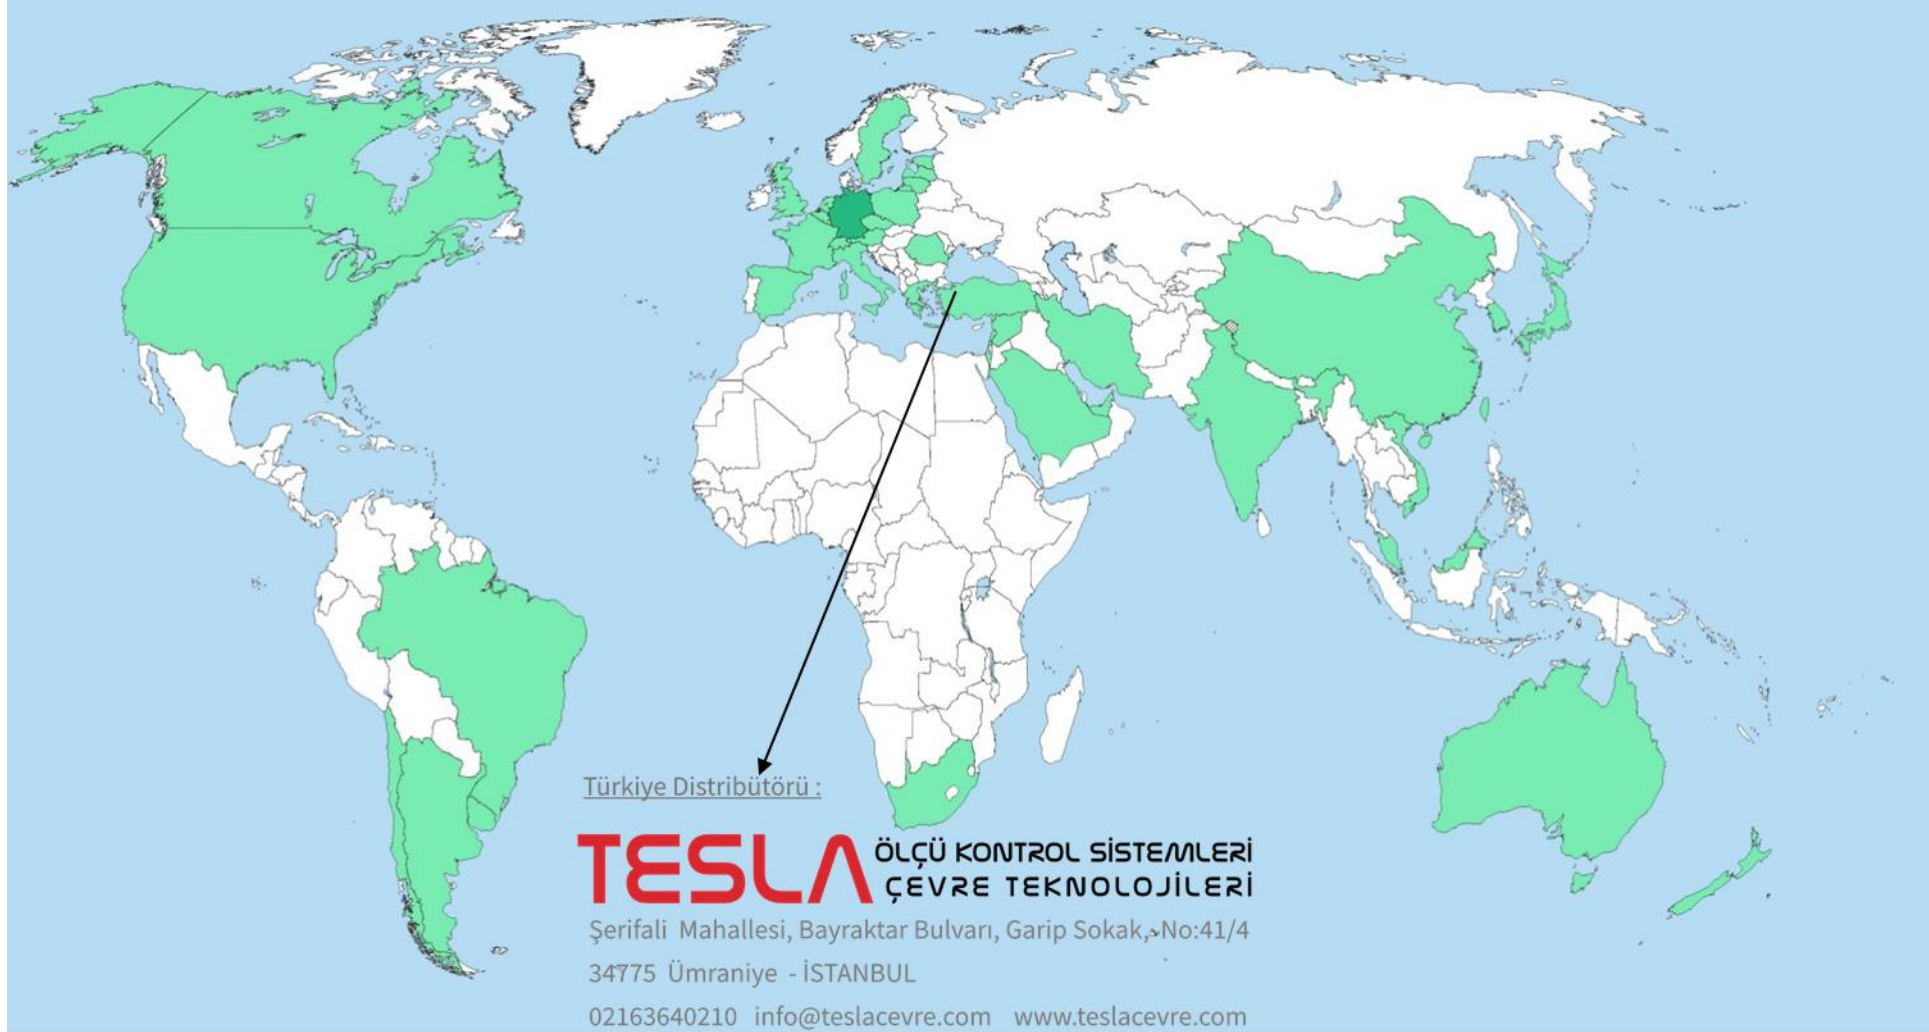 Türkiye Distribütörü :
TESLA ÖLÇÜ KONTROL SİSTEMLERİ
ÇEVRE TEKNOLOJİLERİ
Şerifali Mahallesi, Bayraktar Bulvarı, Garip Sokak, No:41/4
34775 Ümraniye - İSTANBUL
02163640210 info@teslacevre.com www.teslacevre.com